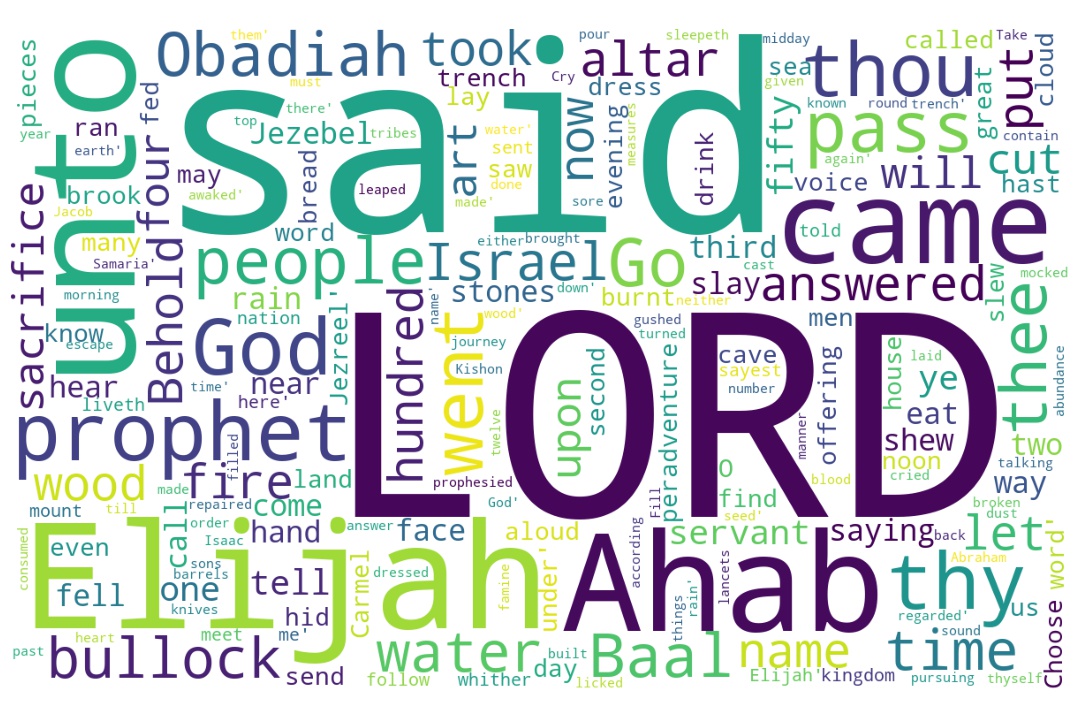 them'
pour
sleepeth
midday
Take
Obadiah
took
Cry
altar
sea
thou
called
put
cloud
pieces
unto
fed
must
trench
said
dress
given
great
there'
lay
known
round
trench'
year
ran
top
Jezebel
tribes
art
water'
now
evening
measures
fifty
pass
contain
earth'
four
sent
saw
drink
again'
cut
may
bread
leaped
done
voice
will
hast
brook
awaked'
made'
sore
came
Jacob
sacrifice
word
either
brought
third
told
many
Behold
people
Israel
Go
cast
Samaria'
down'
slay
answered
slew
mocked
morning
rain
stones
burnt
neither
thee
nation
Jezreel'
hundred
name'
wood'
gushed
men
know
escape
God
went
journey
turned
cave
house
laid
abundance
time'
near
Kishon
second
sayest
ye
hear
here'
upon
number
offering
eat
liveth
LORD
prophet
twelve
peradventure
manner
shew
two
filled
fire
land
prophesied
O
noon
talking
wood
made
God'
find
blood
cried
way
mount
till
repaired
come
Fill
seed'
broken
dust
Elijah
call
order
hand
answer
face
aloud
servant
saying
back
let
word'
consumed
even
Isaac
Carmel
according
Ahab
Abraham
sons
barrels
dressed
famine
under'
lancets
thy
us
fell
one
tell
knives
hid
things
rain'
regarded'
Choose
heart
meet
me'
sound
past
bullock
send
water
built
Baal
name
time
follow
whither
day
licked
Elijah'
kingdom
pursuing
thyself